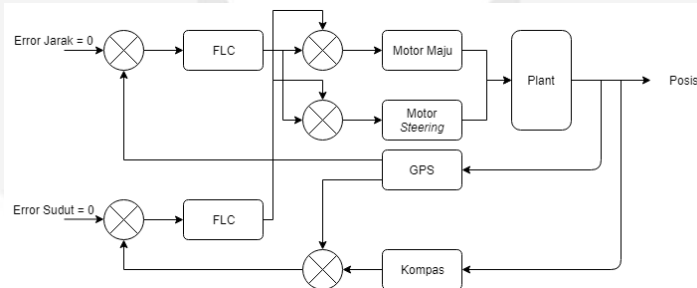 Error Jarak = 0
FLC
Motor Maju
Motor
Steering
Plant
Posis
GPS
Error Sudut = 0
FLC
Kompas